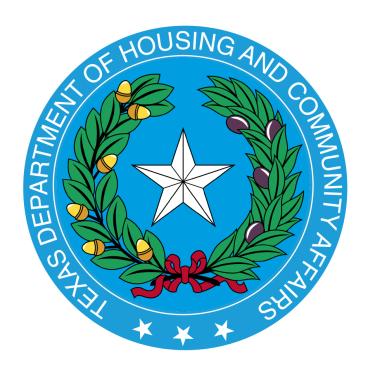 TEXAS DEPARTMENT OF HOUSING AND COMMUNITY AFFAIRS